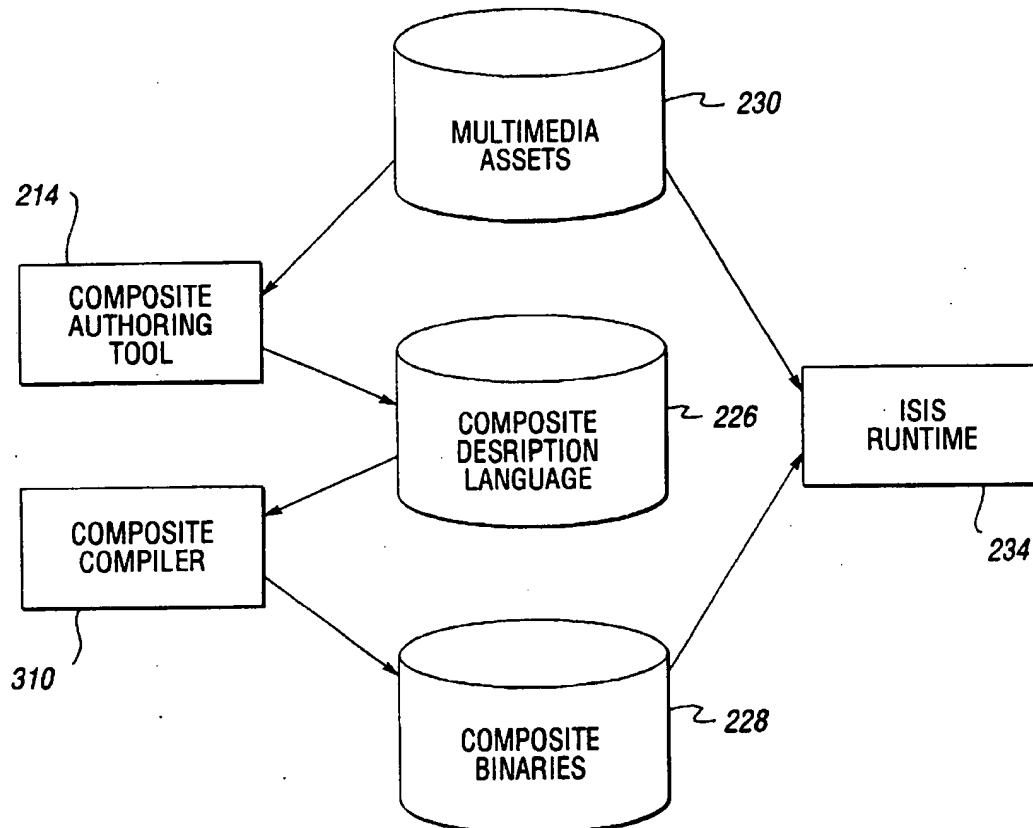 MULTIMEDIA
ASSETS
230
214
COMPOSITE
AUTHORING
TOOL
COMPOSITE
DESRIPTION
LANGUAGE
226
ISIS
RUNTIME
234
COMPOSITE
COMPILER
310
COMPOSITE
BINARIES
228